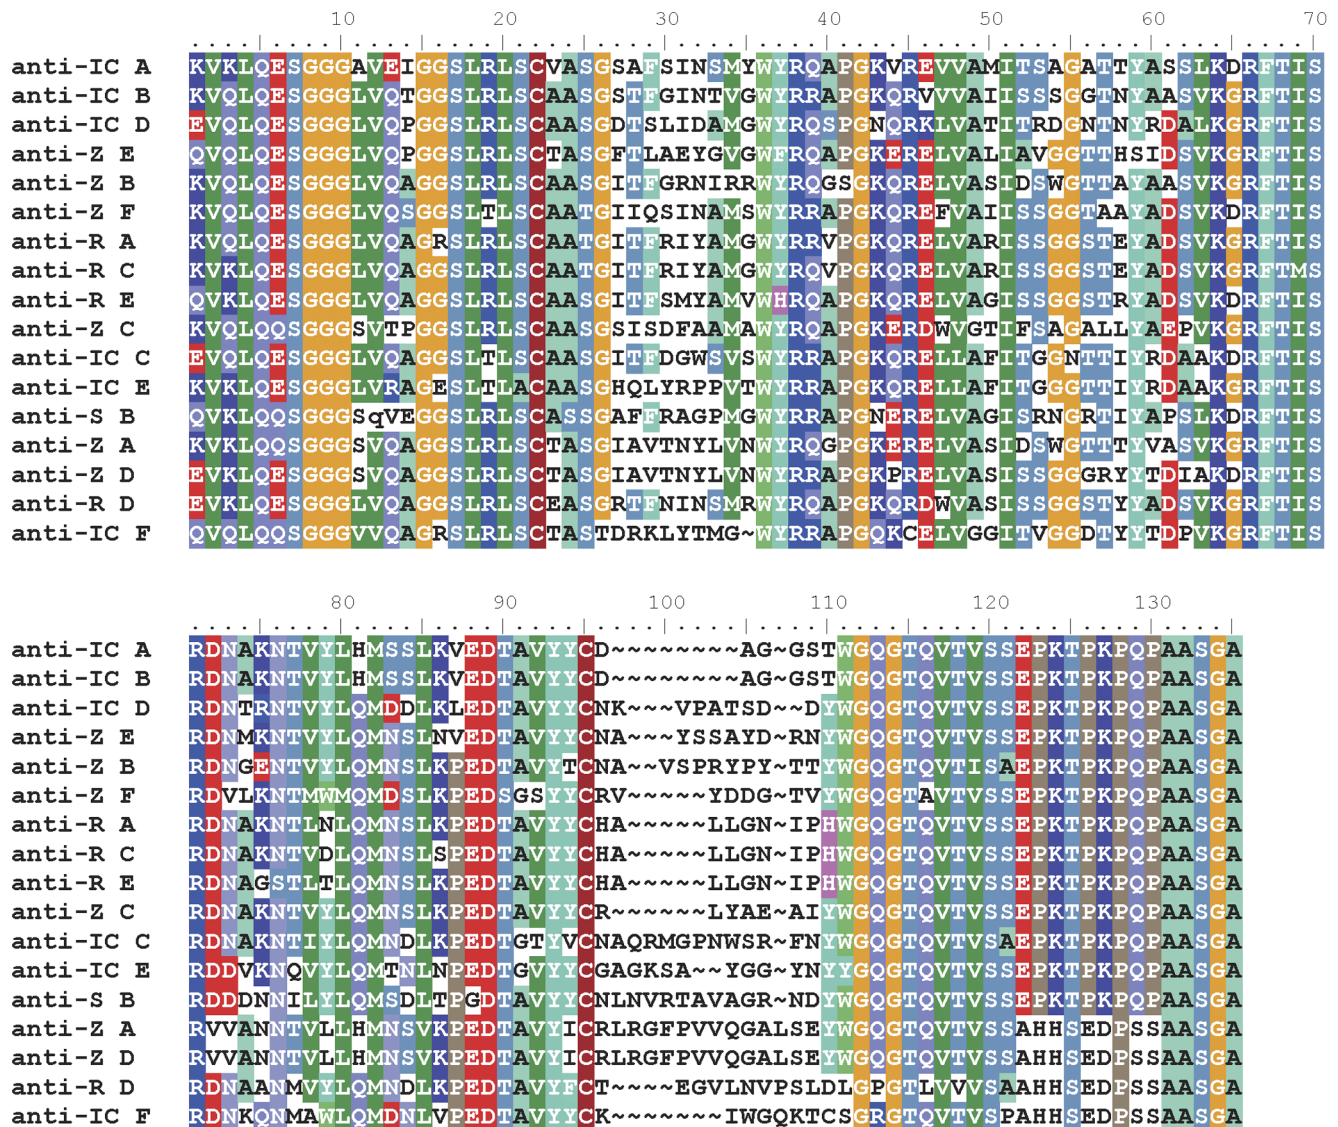 10 20 30 40 50 60 70
anti-IC A KVKLQESGGGAVEIGGSLRLSCVASGSAFSINSMYWYRQAPGKVREVVAMITSAGATTYASSLKDRFTIS
anti-IC B KVQLQESGGGLVQTGGSLRLSCAASGSTFGINTVGWYRRAPGKQRVVVAIISSSGGTNYAASVKGRFTIS
anti-IC D EVQLQESGGGLVQPGGSLRLSCAASGDTSLIDAMGWYRQSPGNQRKLVATITRDGNTNYRDALKGRFTIS
anti-Z E QVQLQESGGGLVQPGGSLRLSCTASGFTLAEYGVGWFRQAPGKERELVALIAVGGTTHSIDSVKGRFTIS
anti-Z B KVQLQESGGGLVQAGGSLRLSCAASGITFGRNIRRWYRQGSGKQRELVASIDSWGTTAYAASVKGRFTIS
anti-Z F KVQLQESGGGLVQSGGSLTLSCAATGIIQSINAMSWYRRAPGKQREFVAIISSGGTAAYADSVKDRFTIS
anti-R A KVQLQESGGGLVQAGRSLRLSCAATGITFRIYAMGWYRRVPGKQRELVARISSGGSTEYADSVKGRFTMS
anti-R C KVKLQESGGGLVQAGGSLRLSCAATGITFRIYAMGWYRQVPGKQRELVARISSGGSTEYADSVKGRFTMS
anti-R E QVKLQESGGGLVQAGGSLRLSCAASGITFSMYAMVWHRQAPGKQRELVAGISSGGSTRYADSVKDRFTIS
anti-Z C KVQLQQSGGGSVTPGGSLRLSCAASGSISDFAAMAWYRQAPGKERDWVGTIFSAGALLYAEPVKGRFTIS
anti-IC C EVQLQESGGGLVQAGGSLTLSCAASGITFDGWSVSWYRRAPGKQRELLAFITGGNTTIYRDAAKDRFTIS
anti-IC E KVKLQESGGGLVRAGESLTLACAASGHQLYRPPVTWYRRAPGKQRELLAFITGGGTTIYRDAAKGRFTIS
anti-S B QVKLQQSGGGSqVEGGSLRLSCASSGAFFRAGPMGWYRRAPGNERELVAGISRNGRTIYAPSLKDRFTIS
anti-Z A KVKLQQSGGGSVQAGGSLRLSCTASGIAVTNYLVNWYRQGPGKERELVASIDSWGTTTYVASVKGRFTIS
anti-Z D EVKLQESGGGSVQAGGSLRLSCTASGIAVTNYLVNWYRRAPGKPRELVASISSGGGRYYTDIAKDRFTIS
anti-R D EVKLQESGGGLVQAGGSLRLSCEASGRTFNINSMRWYRQAPGKQRDWVASISSGGSTYYADSVKGRFTIS
anti-IC F QVQLQQSGGGVVQAGRSLRLSCTASTDRKLYTMG~WYRRAPGQKCELVGGITVGGDTYYTDPVKGRFTIS
80 90 100 110 120 130
anti-IC A RDNAKNTVYLHMSSLKVEDTAVYYCD~~~~~~~~AG~GSTWGQGTQVTVSSEPKTPKPQPAASGA
anti-IC B RDNAKNTVYLHMSSLKVEDTAVYYCD~~~~~~~~AG~GSTWGQGTQVTVSSEPKTPKPQPAASGA
anti-IC D RDNTRNTVYLQMDDLKLEDTAVYYCNK~~~VPATSD~~DYWGQGTQVTVSSEPKTPKPQPAASGA
anti-Z E RDNMKNTVYLQMNSLNVEDTAVYYCNA~~~YSSAYD~RNYWGQGTQVTVSSEPKTPKPQPAASGA
anti-Z B RDNGENTVYLQMNSLKPEDTAVYTCNA~~VSPRYPY~TTYWGQGTQVTISAEPKTPKPQPAASGA
anti-Z F RDVLKNTMWMQMDSLKPEDSGSYYCRV~~~~~YDDG~TVYWGQGTAVTVSSEPKTPKPQPAASGA
anti-R A RDNAKNTLNLQMNSLKPEDTAVYYCHA~~~~~LLGN~IPHWGQGTQVTVSSEPKTPKPQPAASGA
anti-R C RDNAKNTVDLQMNSLSPEDTAVYYCHA~~~~~LLGN~IPHWGQGTQVTVSSEPKTPKPQPAASGA
anti-R E RDNAGSTLTLQMNSLKPEDTAVYYCHA~~~~~LLGN~IPHWGQGTQVTVSSEPKTPKPQPAASGA
anti-Z C RDNAKNTVYLQMNSLKPEDTAVYYCR~~~~~~LYAE~AIYWGQGTQVTVSSEPKTPKPQPAASGA
anti-IC C RDNAKNTIYLQMNDLKPEDTGTYVCNAQRMGPNWSR~FNYWGQGTQVTVSAEPKTPKPQPAASGA
anti-IC E RDDVKNQVYLQMTNLNPEDTGVYYCGAGKSA~~YGG~YNYYGQGTQVTVSSEPKTPKPQPAASGA
anti-S B RDDDNNILYLQMSDLTPGDTAVYYCNLNVRTAVAGR~NDYWGQGTQVTVSSEPKTPKPQPAASGA
anti-Z A RVVANNTVLLHMNSVKPEDTAVYICRLRGFPVVQGALSEYWGQGTQVTVSSAHHSEDPSSAASGA
anti-Z D RVVANNTVLLHMNSVKPEDTAVYICRLRGFPVVQGALSEYWGQGTQVTVSSAHHSEDPSSAASGA
anti-R D RDNAANMVYLQMNDLKPEDTAVYFCT~~~~EGVLNVPSLDLGPGTLVVVSAAHHSEDPSSAASGA
anti-IC F RDNKQNMAWLQMDNLVPEDTAVYYCK~~~~~~~IWGQKTCSGRGTQVTVSPAHHSEDPSSAASGA